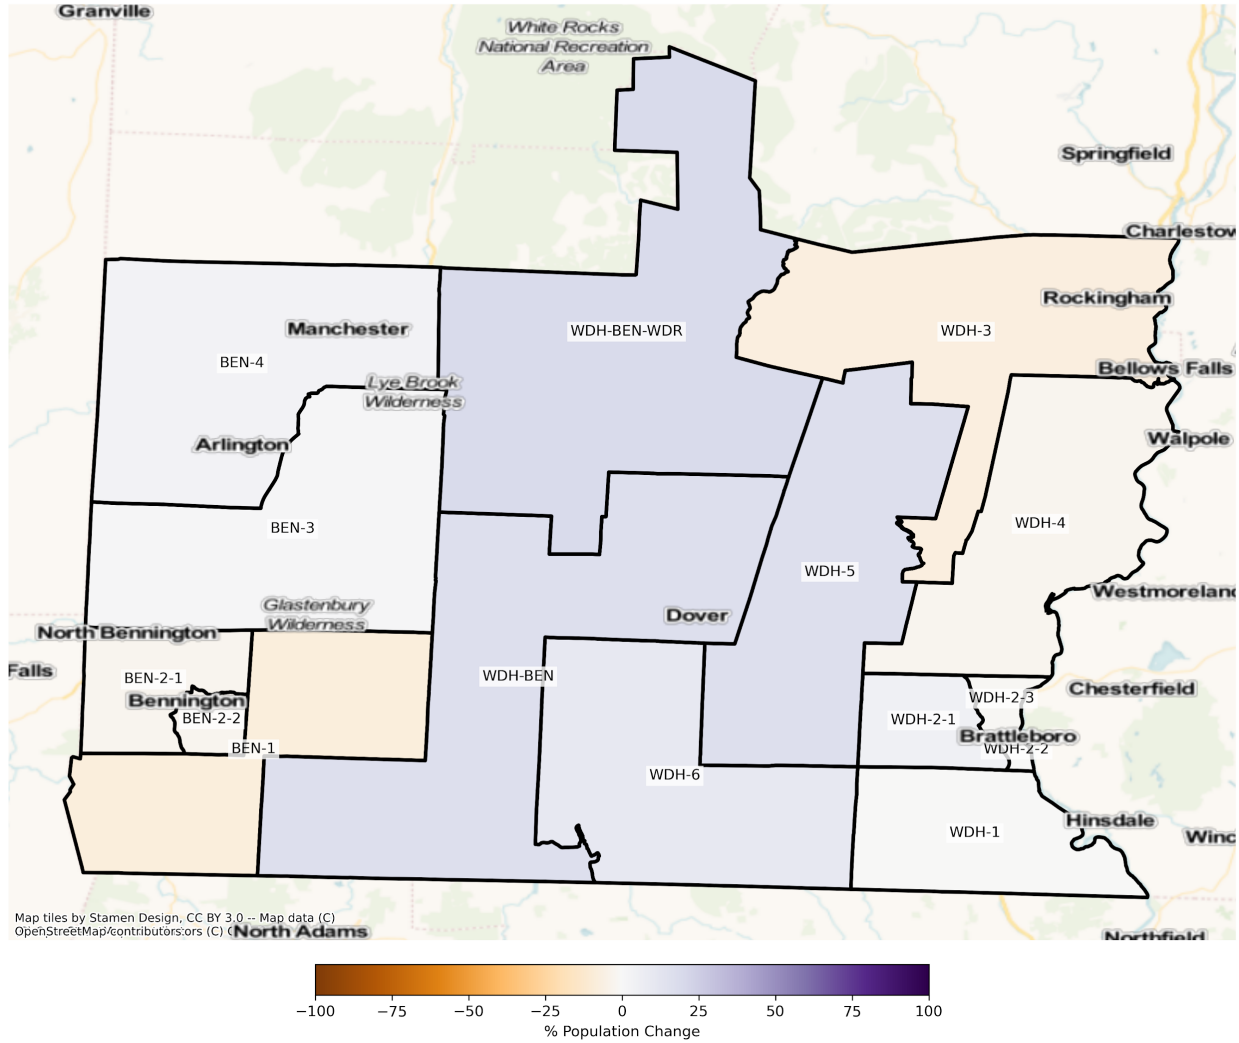 Granville
White Rocks
National Recreation
Area
Springfield
Charlestow
Rockingham
Manchester
WDH-BEN-WDR
WDH-3
BEN-4
Bellows Falls
Lye Brook
Wilderness
Arlington
Walpole
BEN-3
WDH-4
WDH-5
Westmoreland
Glastenbury
Wilderness
Dover
North Bennington
Falls
BEN-2-1
WDH-BEN
Chesterfield
Bennington
WDH-2-3
BEN-2-2
WDH-2-1
Brattleboro
BEN-1
WDH-2-2
WDH-6
Hinsdale
WDH-1
Winc
Map tiles by Stamen Design, CC BY 3.0 -- Map data (C)
OpenStreetMap contributors
North Adams
Northfield
−100 −75 −50 −25 0 25 50 75 100
% Population Change